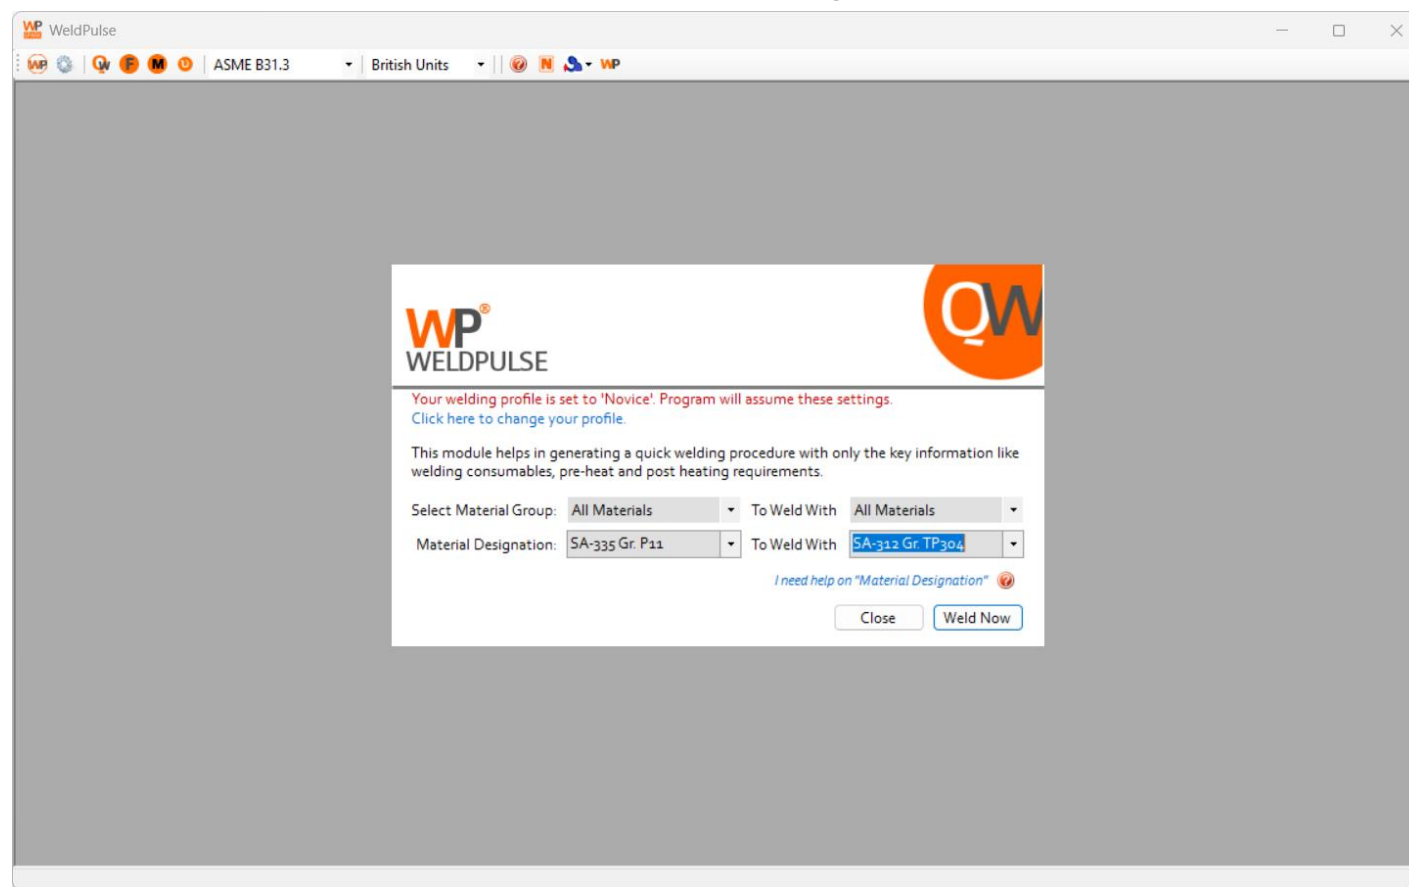 WP WeldPulse
WP QW F M ASME B31.3 British Units N WP
QW
WP®
WELDPULSE
Your welding profile is set to 'Novice'. Program will assume these settings.
Click here to change your profile.
This module helps in generating a quick welding procedure with only the key information like
welding consumables, pre-heat and post heating requirements.
Select Material Group: All Materials To Weld With All Materials
Material Designation: SA-335 Gr. P11 To Weld With SA-312 Gr. TP304
I need help on "Material Designation" ?
Close Weld Now